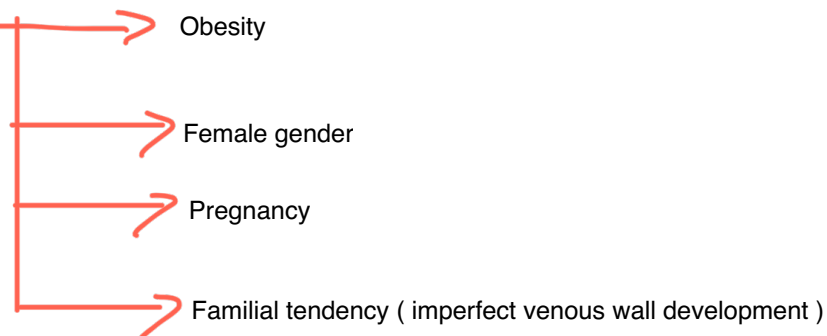 Obesity
Female gender
Pregnancy
Familial tendency ( imperfect venous wall development )